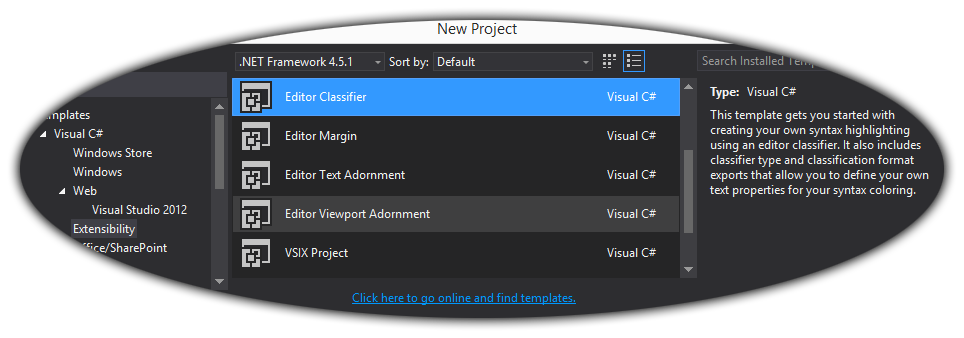 New Project
.NET Framework 4.5.1
Sort by:
Default
Search Installed
Visual C#
Windows Store
Windows
Web
Visual Studio 2012
Extensibility
Office/SharePoint
Editor Classifier Visual C#
Editor Margin Visual C#
Editor Text Adornment Visual C#
Editor Viewport Adornment Visual C#
VSIX Project Visual C#
Click here to go online and find templates.
Type: Visual C#
This template gets you started with
creating your own syntax highlighting
using an editor classifier. It also includes
classifier type and classification format
exports that allow you to define your own
text properties for your syntax coloring.